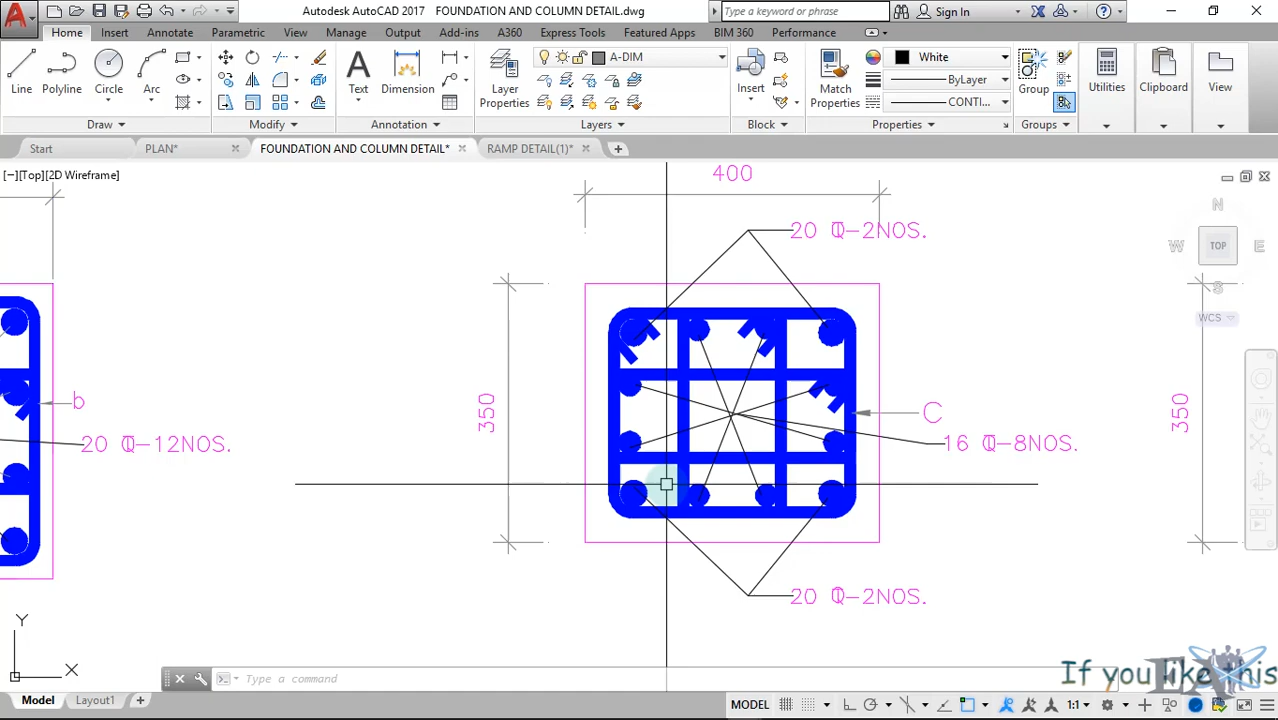 Autodesk AutoCAD 2017 FOUNDATION AND COLUMN DETAIL.dwg
Type a keyword or phrase
Sign In
Home Insert Annotate Parametric View Manage Output Add-ins A360 Express Tools Featured Apps BIM 360 Performance
Line Polyline Circle Arc
Text Dimension
Layer Properties
A-DIM
Insert
Match Properties
White
ByLayer
CONTI...
Group
Utilities
Clipboard
View
Draw Modify Annotation Layers Block Properties Groups
Start PLAN* FOUNDATION AND COLUMN DETAIL* RAMP DETAIL(1)*
[−][Top][2D Wireframe]
400
N
W TOP E
S
WCS
350
350
b
C
20 -12NOS.
20 -2NOS.
16 -8NOS.
20 -2NOS.
Y
X
Type a command
If you like this
Model Layout1
MODEL
1:1